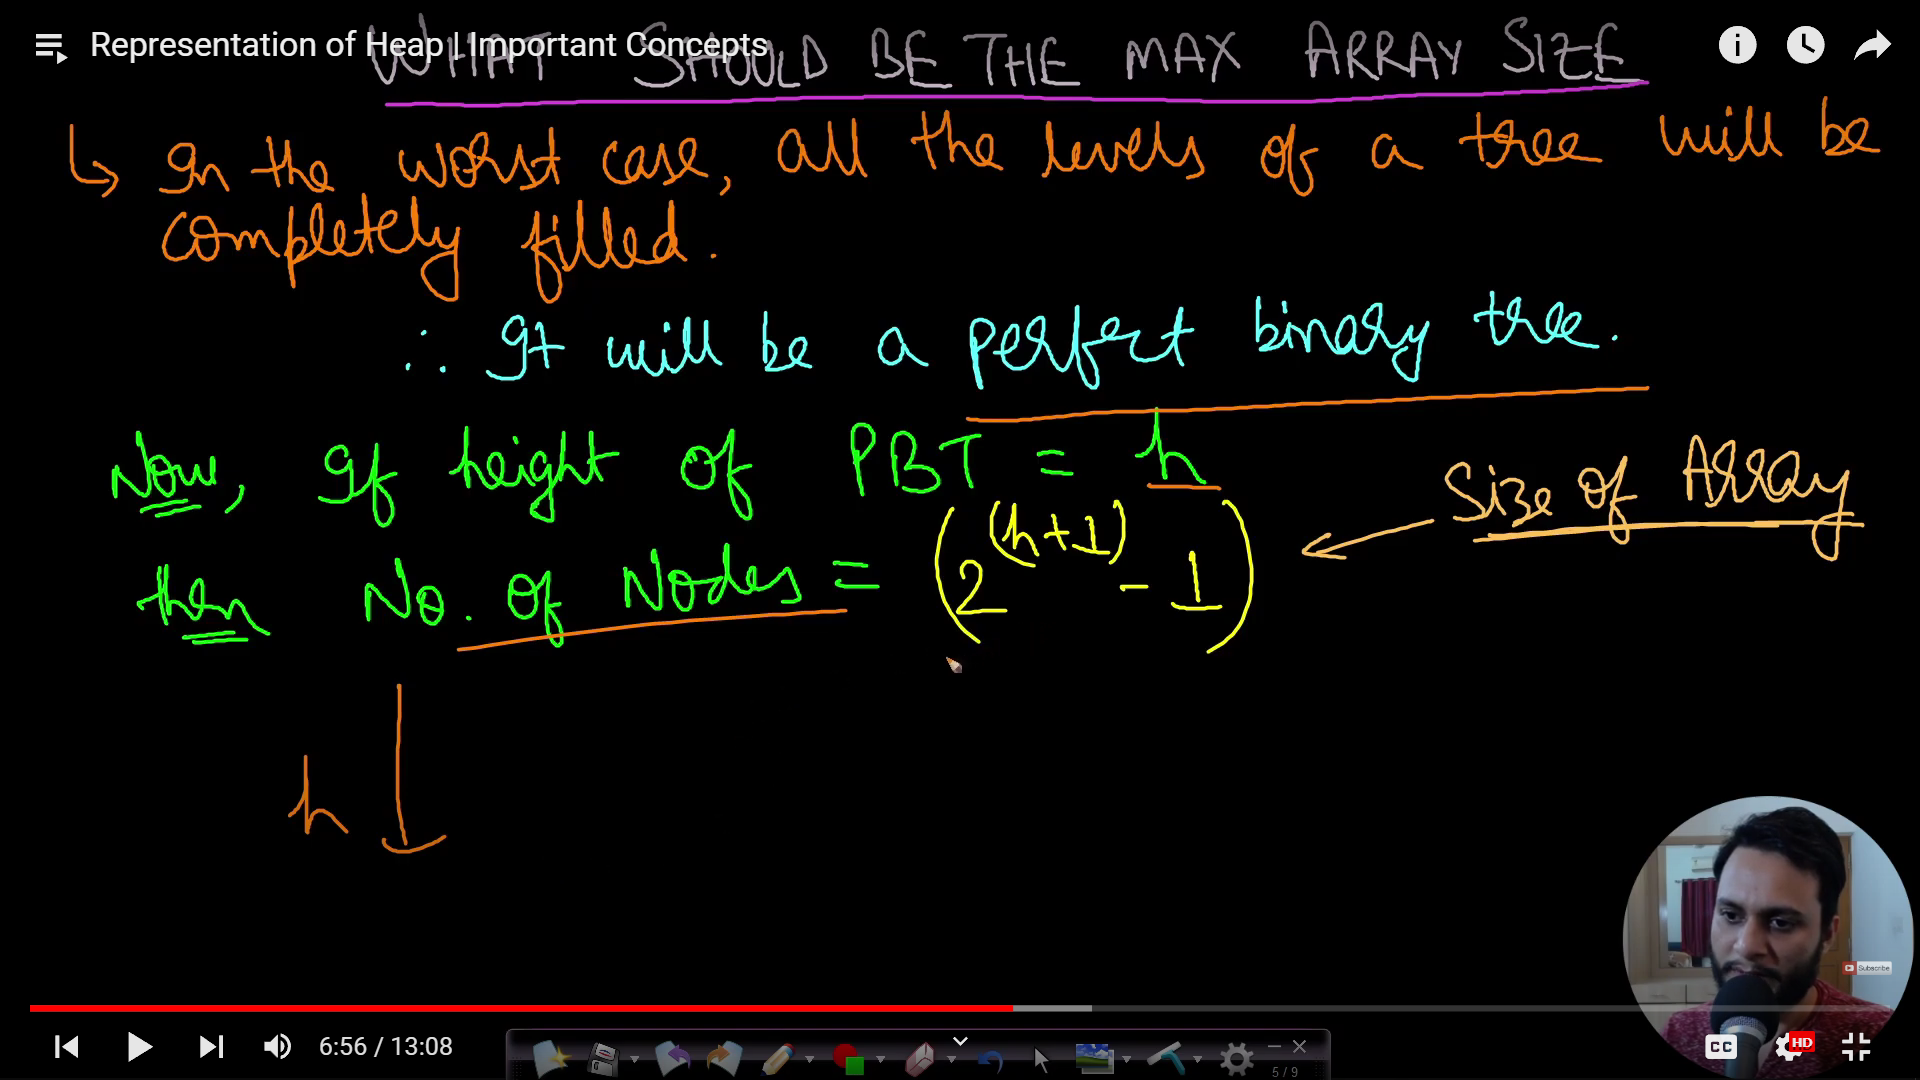 Representation of Heap | Important Concepts
WHAT SHOULD BE THE MAX ARRAY SIZE
In the worst case, all the levels of a tree will be
completely filled.
∴ It will be a perfect binary tree.
Now, If height of PBT = h
Size of Array
then No. of Nodes = (2^(h+1) - 1)
h
Subscribe
6:56 / 13:08
CC
HD
5 / 9